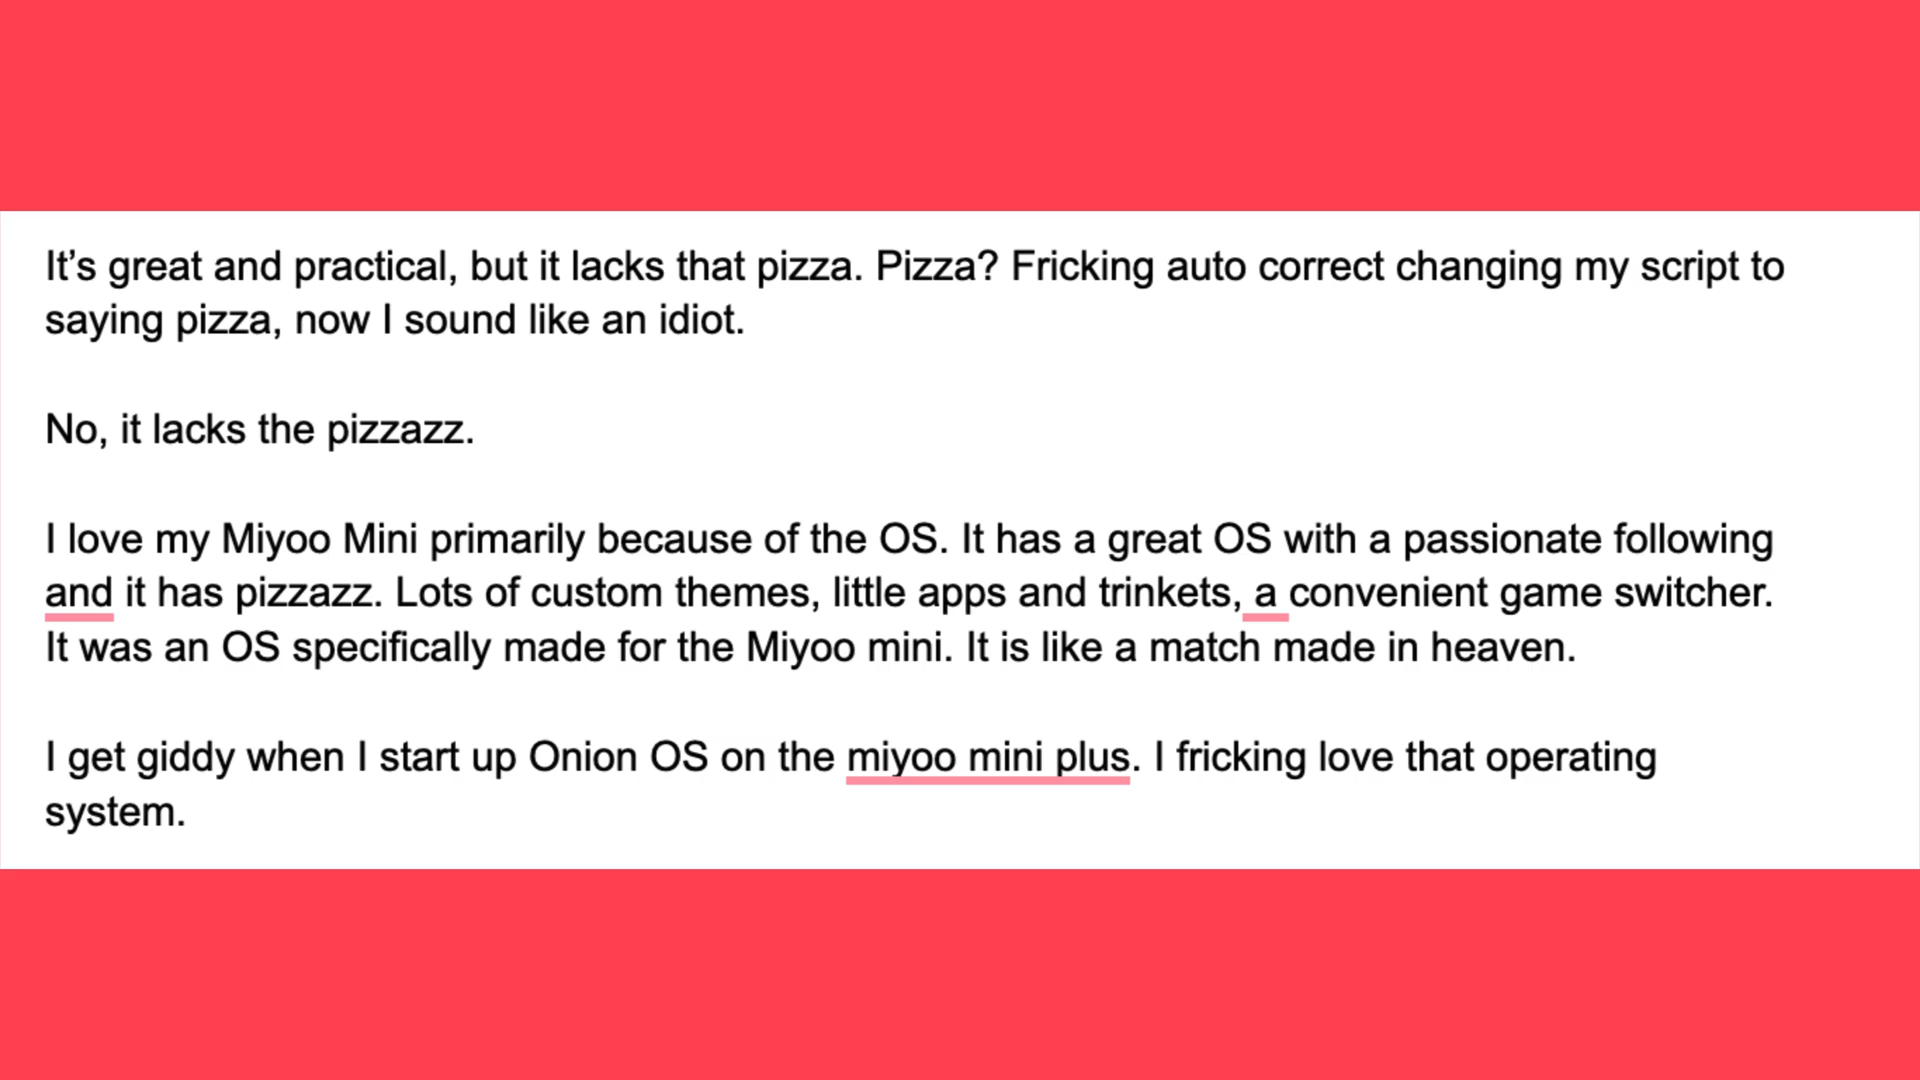 It’s great and practical, but it lacks that pizza. Pizza? Fricking auto correct changing my script to
saying pizza, now I sound like an idiot.
No, it lacks the pizzazz.
I love my Miyoo Mini primarily because of the OS. It has a great OS with a passionate following
and it has pizzazz. Lots of custom themes, little apps and trinkets, a convenient game switcher.
It was an OS specifically made for the Miyoo mini. It is like a match made in heaven.
I get giddy when I start up Onion OS on the miyoo mini plus. I fricking love that operating
system.